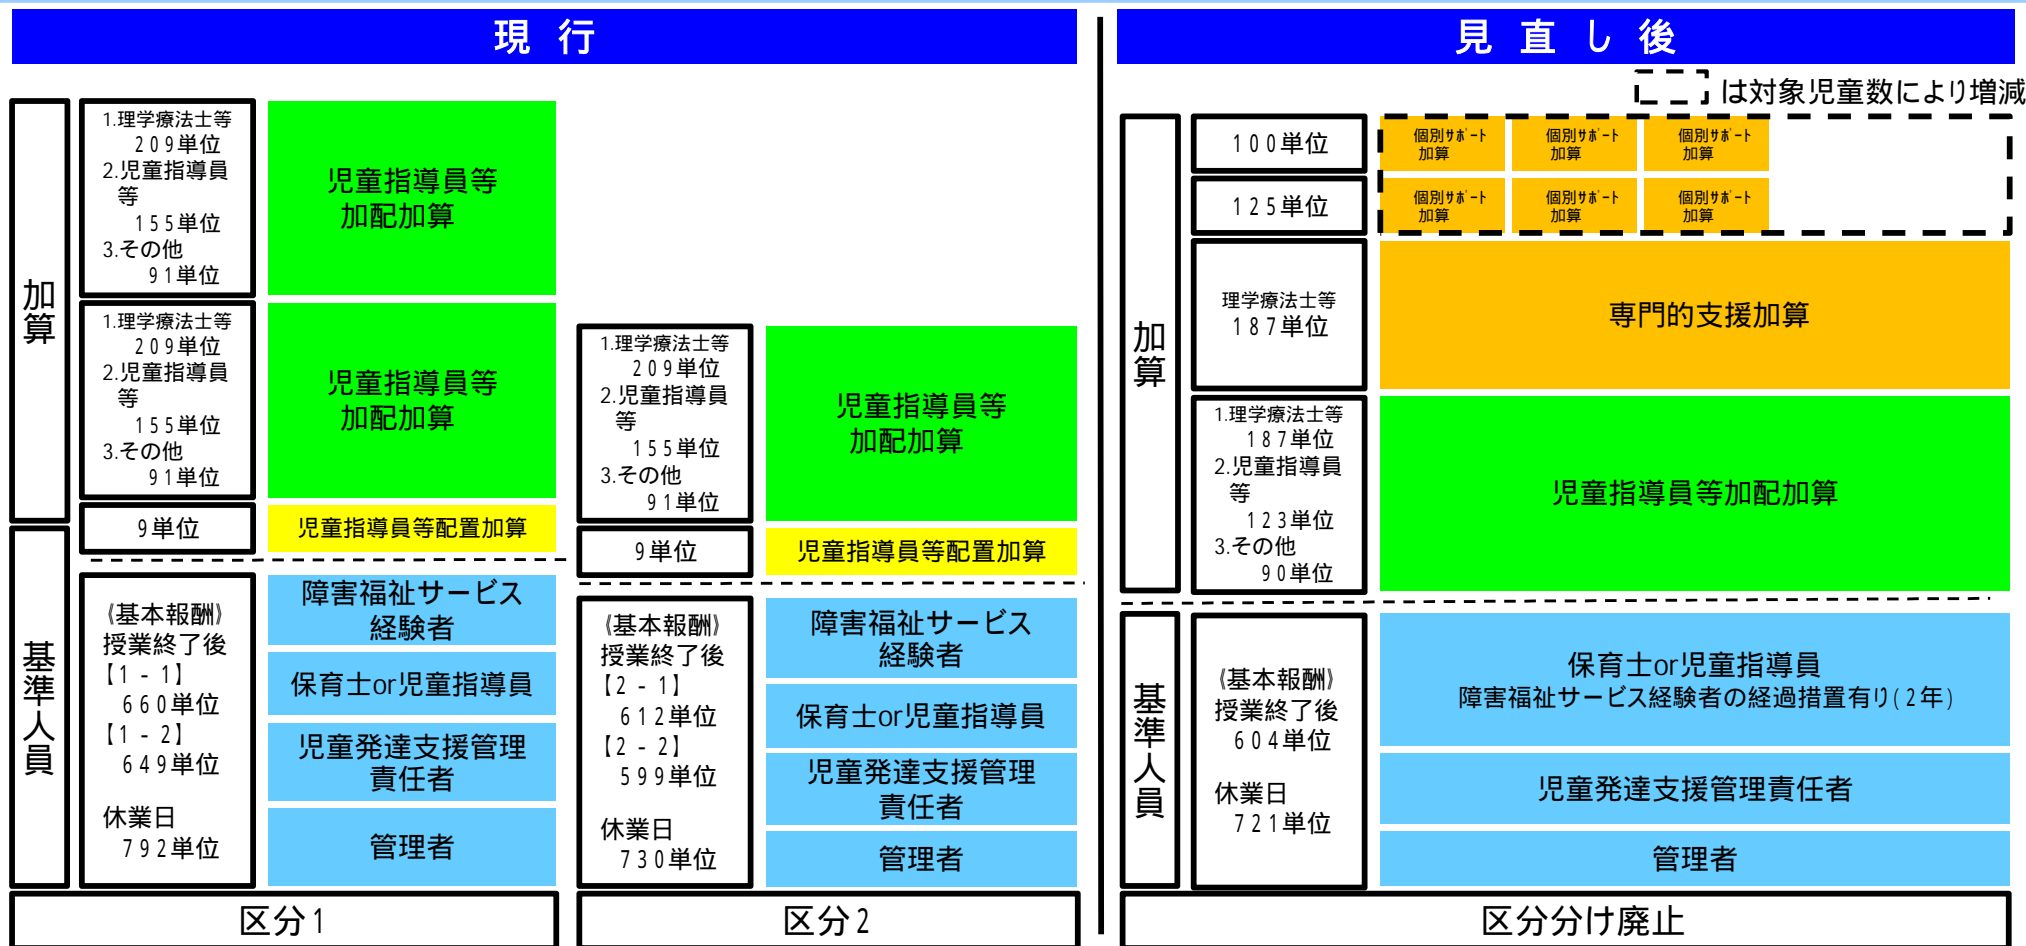 現行
見直し後
は対象児童数により増減
加算
1.理学療法士等
209単位
2.児童指導員
等
155単位
3.その他
91単位
児童指導員等
加配加算
1.理学療法士等
209単位
2.児童指導員
等
155単位
3.その他
91単位
児童指導員等
加配加算
9単位
児童指導員等配置加算
基準人員
《基本報酬》
授業終了後
【1-1】
660単位
【1-2】
649単位
休業日
792単位
障害福祉サービス
経験者
保育士or児童指導員
児童発達支援管理
責任者
管理者
区分1
1.理学療法士等
209単位
2.児童指導員
等
155単位
3.その他
91単位
児童指導員等
加配加算
9単位
児童指導員等配置加算
《基本報酬》
授業終了後
【2-1】
612単位
【2-2】
599単位
休業日
730単位
障害福祉サービス
経験者
保育士or児童指導員
児童発達支援管理
責任者
管理者
区分2
加算
100単位
個別サポート
加算
個別サポート
加算
個別サポート
加算
125単位
個別サポート
加算
個別サポート
加算
個別サポート
加算
理学療法士等
187単位
専門的支援加算
1.理学療法士等
187単位
2.児童指導員
等
123単位
3.その他
90単位
児童指導員等加配加算
基準人員
《基本報酬》
授業終了後
604単位
休業日
721単位
保育士or児童指導員
障害福祉サービス経験者の経過措置有り(2年)
児童発達支援管理責任者
管理者
区分分け廃止